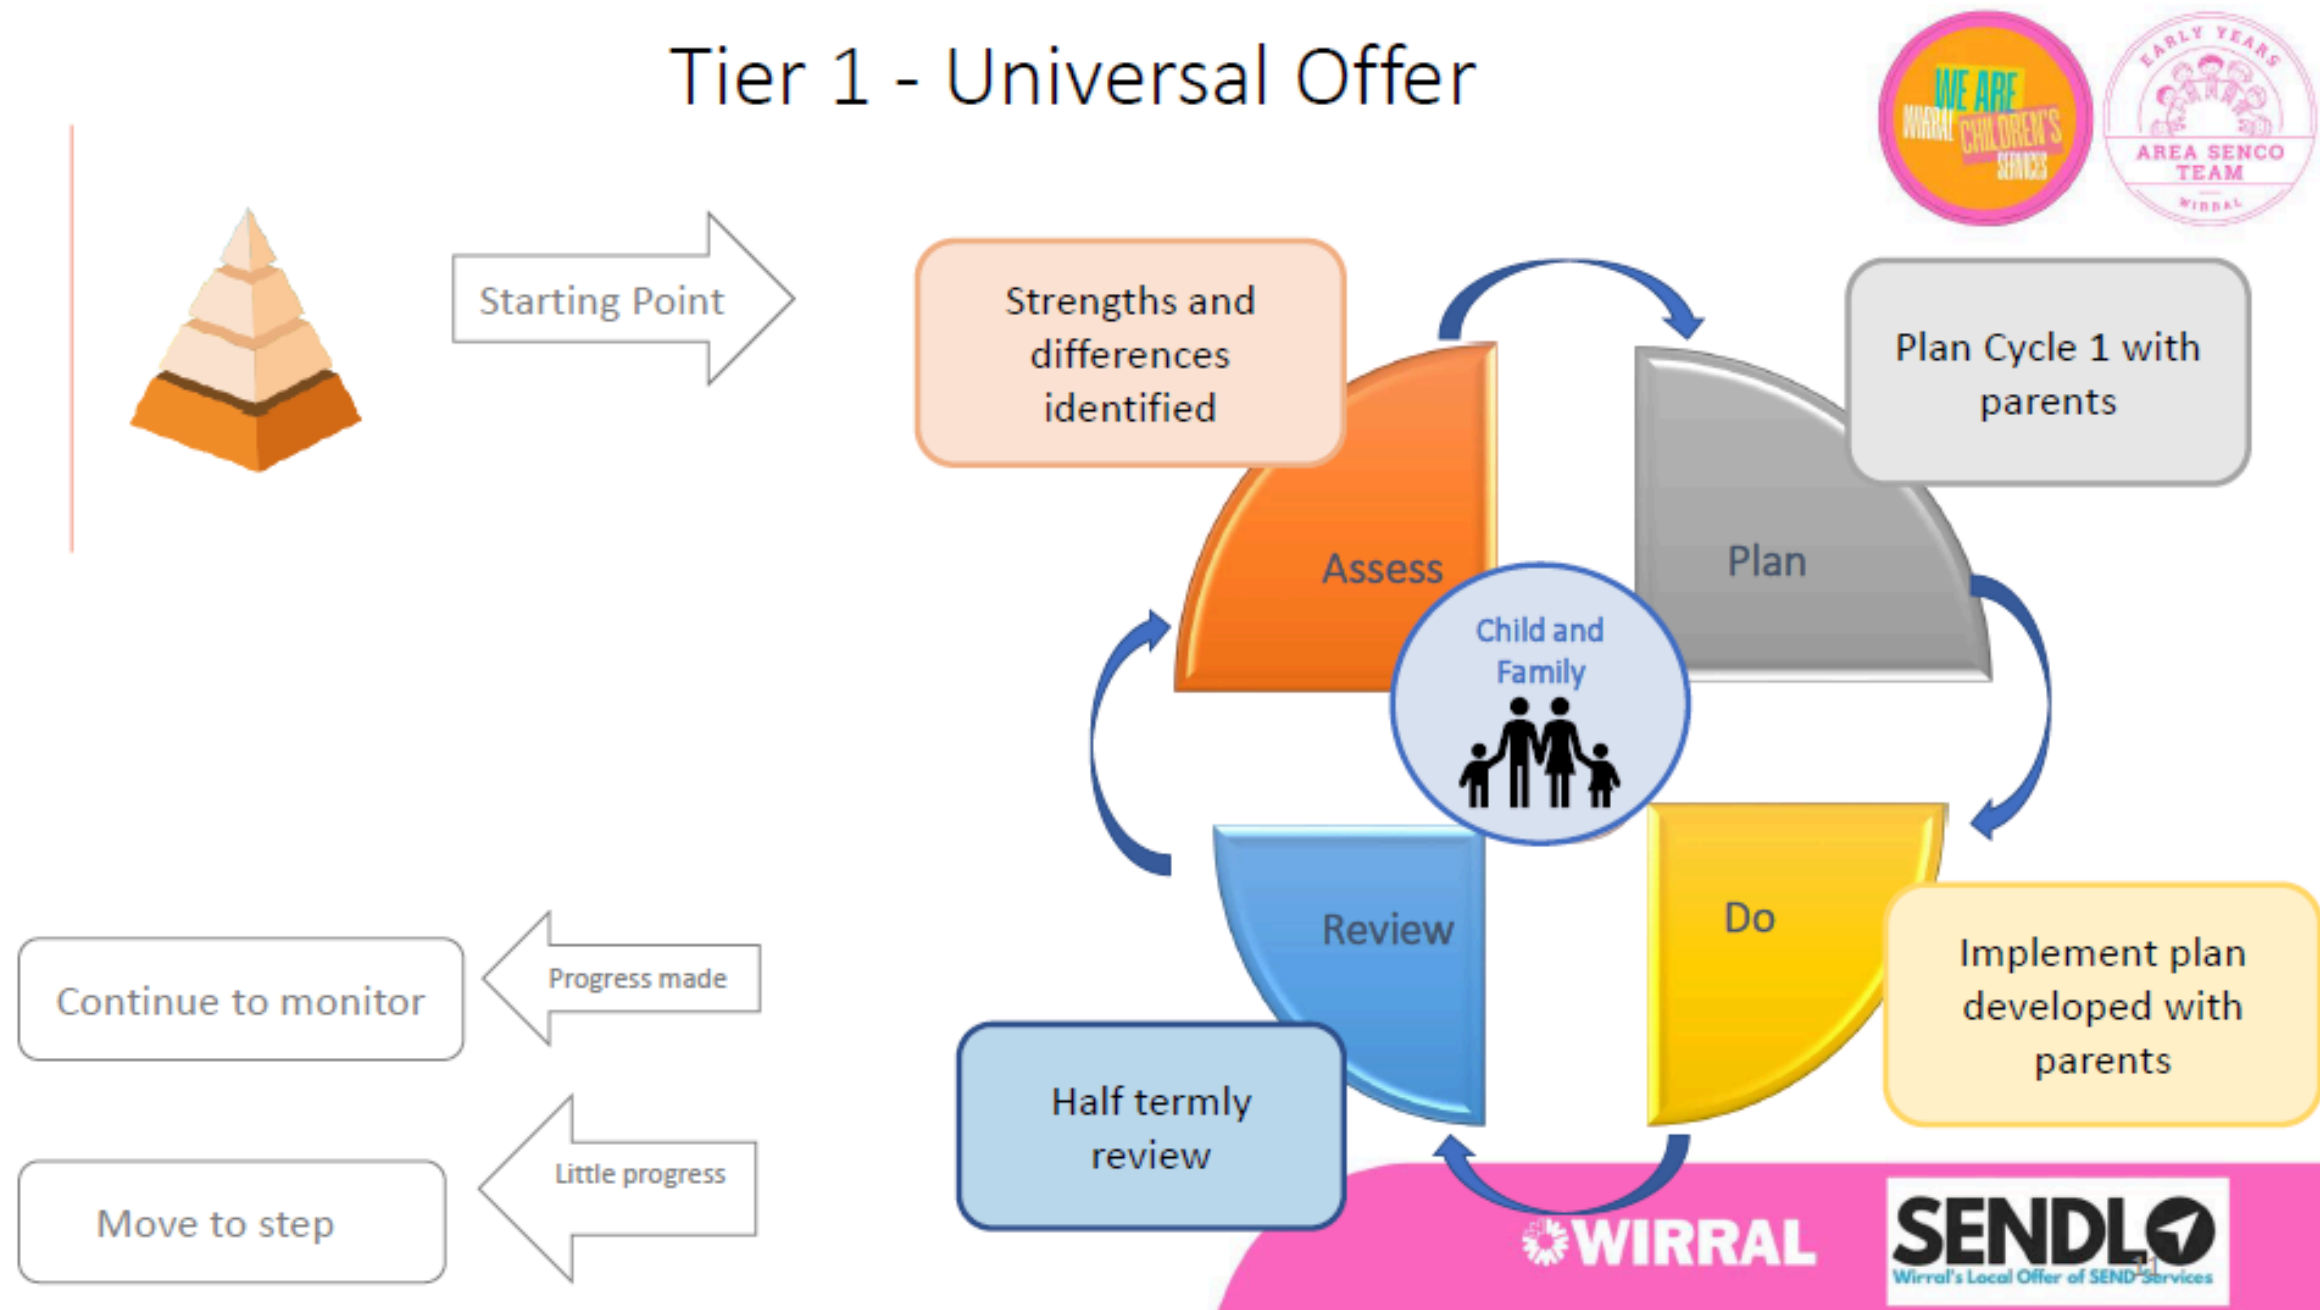 Tier 1 - Universal Offer
WE ARE
WIRRAL CHILDREN'S
SERVICES
EARLY YEARS
AREA SENCO
TEAM
WIRRAL
Starting Point
Strengths and
differences
identified
Plan Cycle 1 with
parents
Assess
Plan
Child and
Family
Review
Do
Implement plan
developed with
parents
Half termly
review
Progress made
Continue to monitor
Little progress
Move to step
WIRRAL
SENDLO
Wirral's Local Offer of SEND Services
11